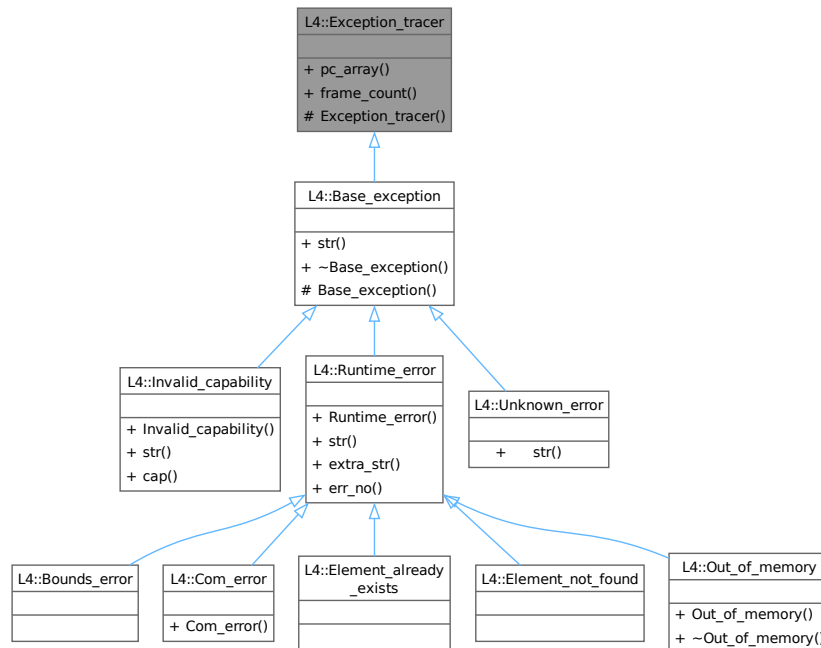 L4::Exception_tracer
+ pc_array()
+ frame_count()
# Exception_tracer()
L4::Base_exception
+ str()
+ ~Base_exception()
# Base_exception()
L4::Invalid_capability
+ Invalid_capability()
+ str()
+ cap()
L4::Runtime_error
+ Runtime_error()
+ str()
+ extra_str()
+ err_no()
L4::Unknown_error
+ str()
L4::Bounds_error
L4::Com_error
+ Com_error()
L4::Element_already
_exists
L4::Element_not_found
L4::Out_of_memory
+ Out_of_memory()
+ ~Out_of_memory()